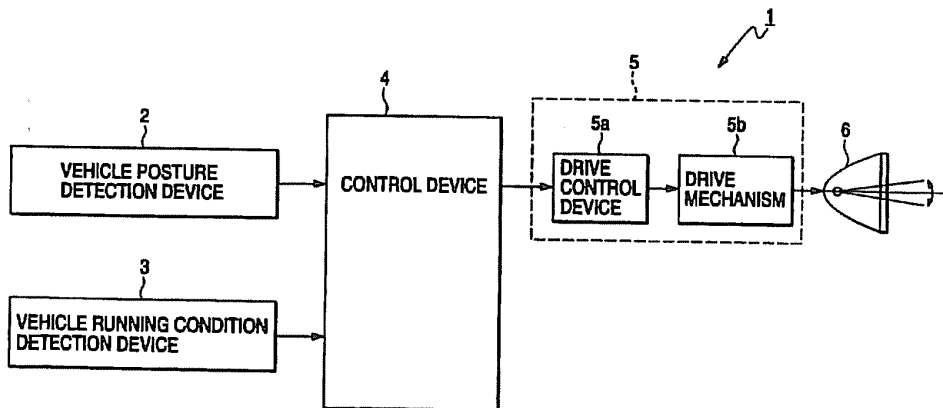 1
2
VEHICLE POSTURE
DETECTION DEVICE
3
VEHICLE RUNNING CONDITION
DETECTION DEVICE
4
CONTROL DEVICE
5
5a
DRIVE
CONTROL
DEVICE
5b
DRIVE
MECHANISM
6